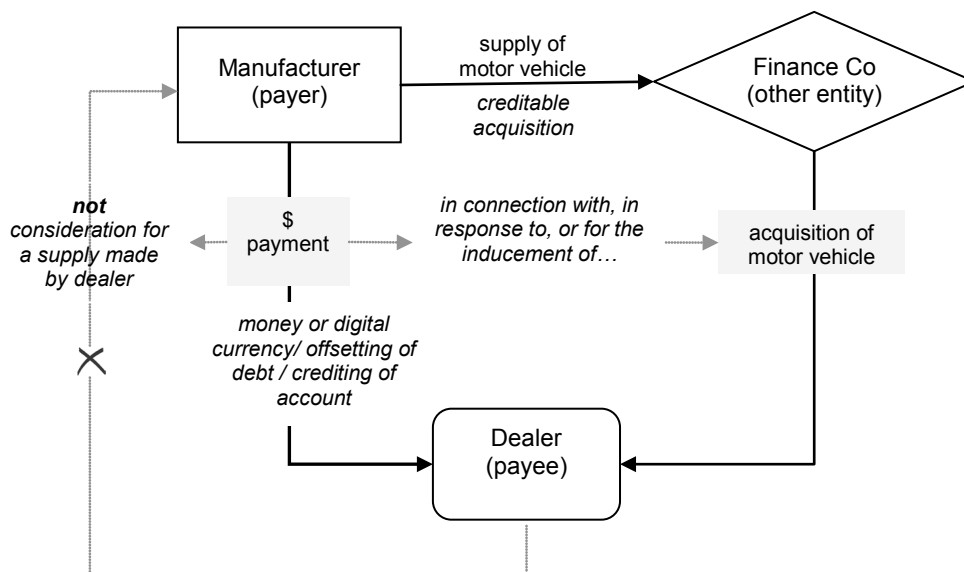 Manufacturer
(payer)
supply of
motor vehicle
creditable
acquisition
Finance Co
(other entity)
not
consideration for
a supply made
by dealer
$
payment
in connection with, in
response to, or for the
inducement of…
acquisition of
motor vehicle
money or digital
currency/ offsetting of
debt / crediting of
account
Dealer
(payee)